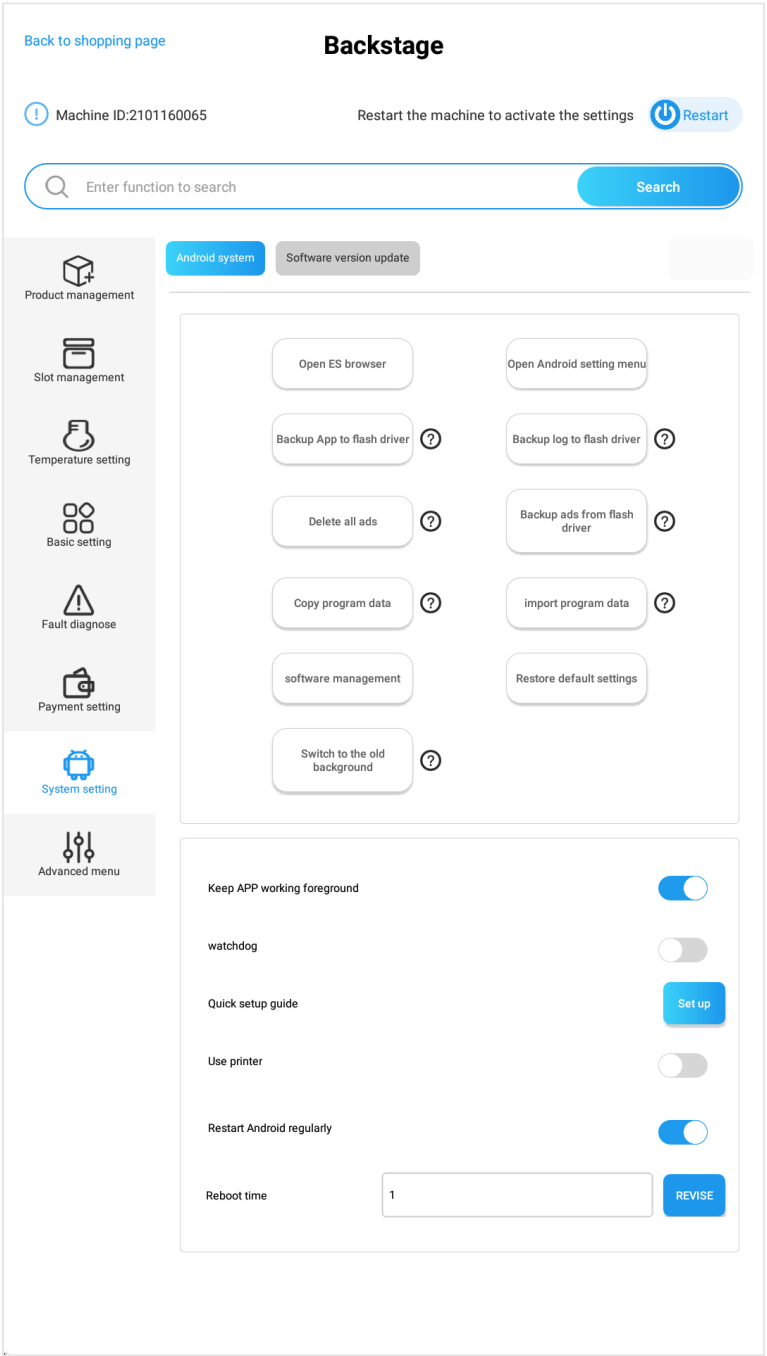 Back to shopping page
Backstage
! Machine ID:2101160065
Restart the machine to activate the settings
Restart
Enter function to search
Search
Product management
Slot management
Temperature setting
Basic setting
Fault diagnose
Payment setting
System setting
Advanced menu
Android system
Software version update
Open ES browser
Open Android setting menu
Backup App to flash driver ?
Backup log to flash driver ?
Delete all ads ?
Backup ads from flash
driver ?
Copy program data ?
import program data ?
software management
Restore default settings
Switch to the old
background ?
Keep APP working foreground
watchdog
Quick setup guide
Set up
Use printer
Restart Android regularly
Reboot time
1
REVISE